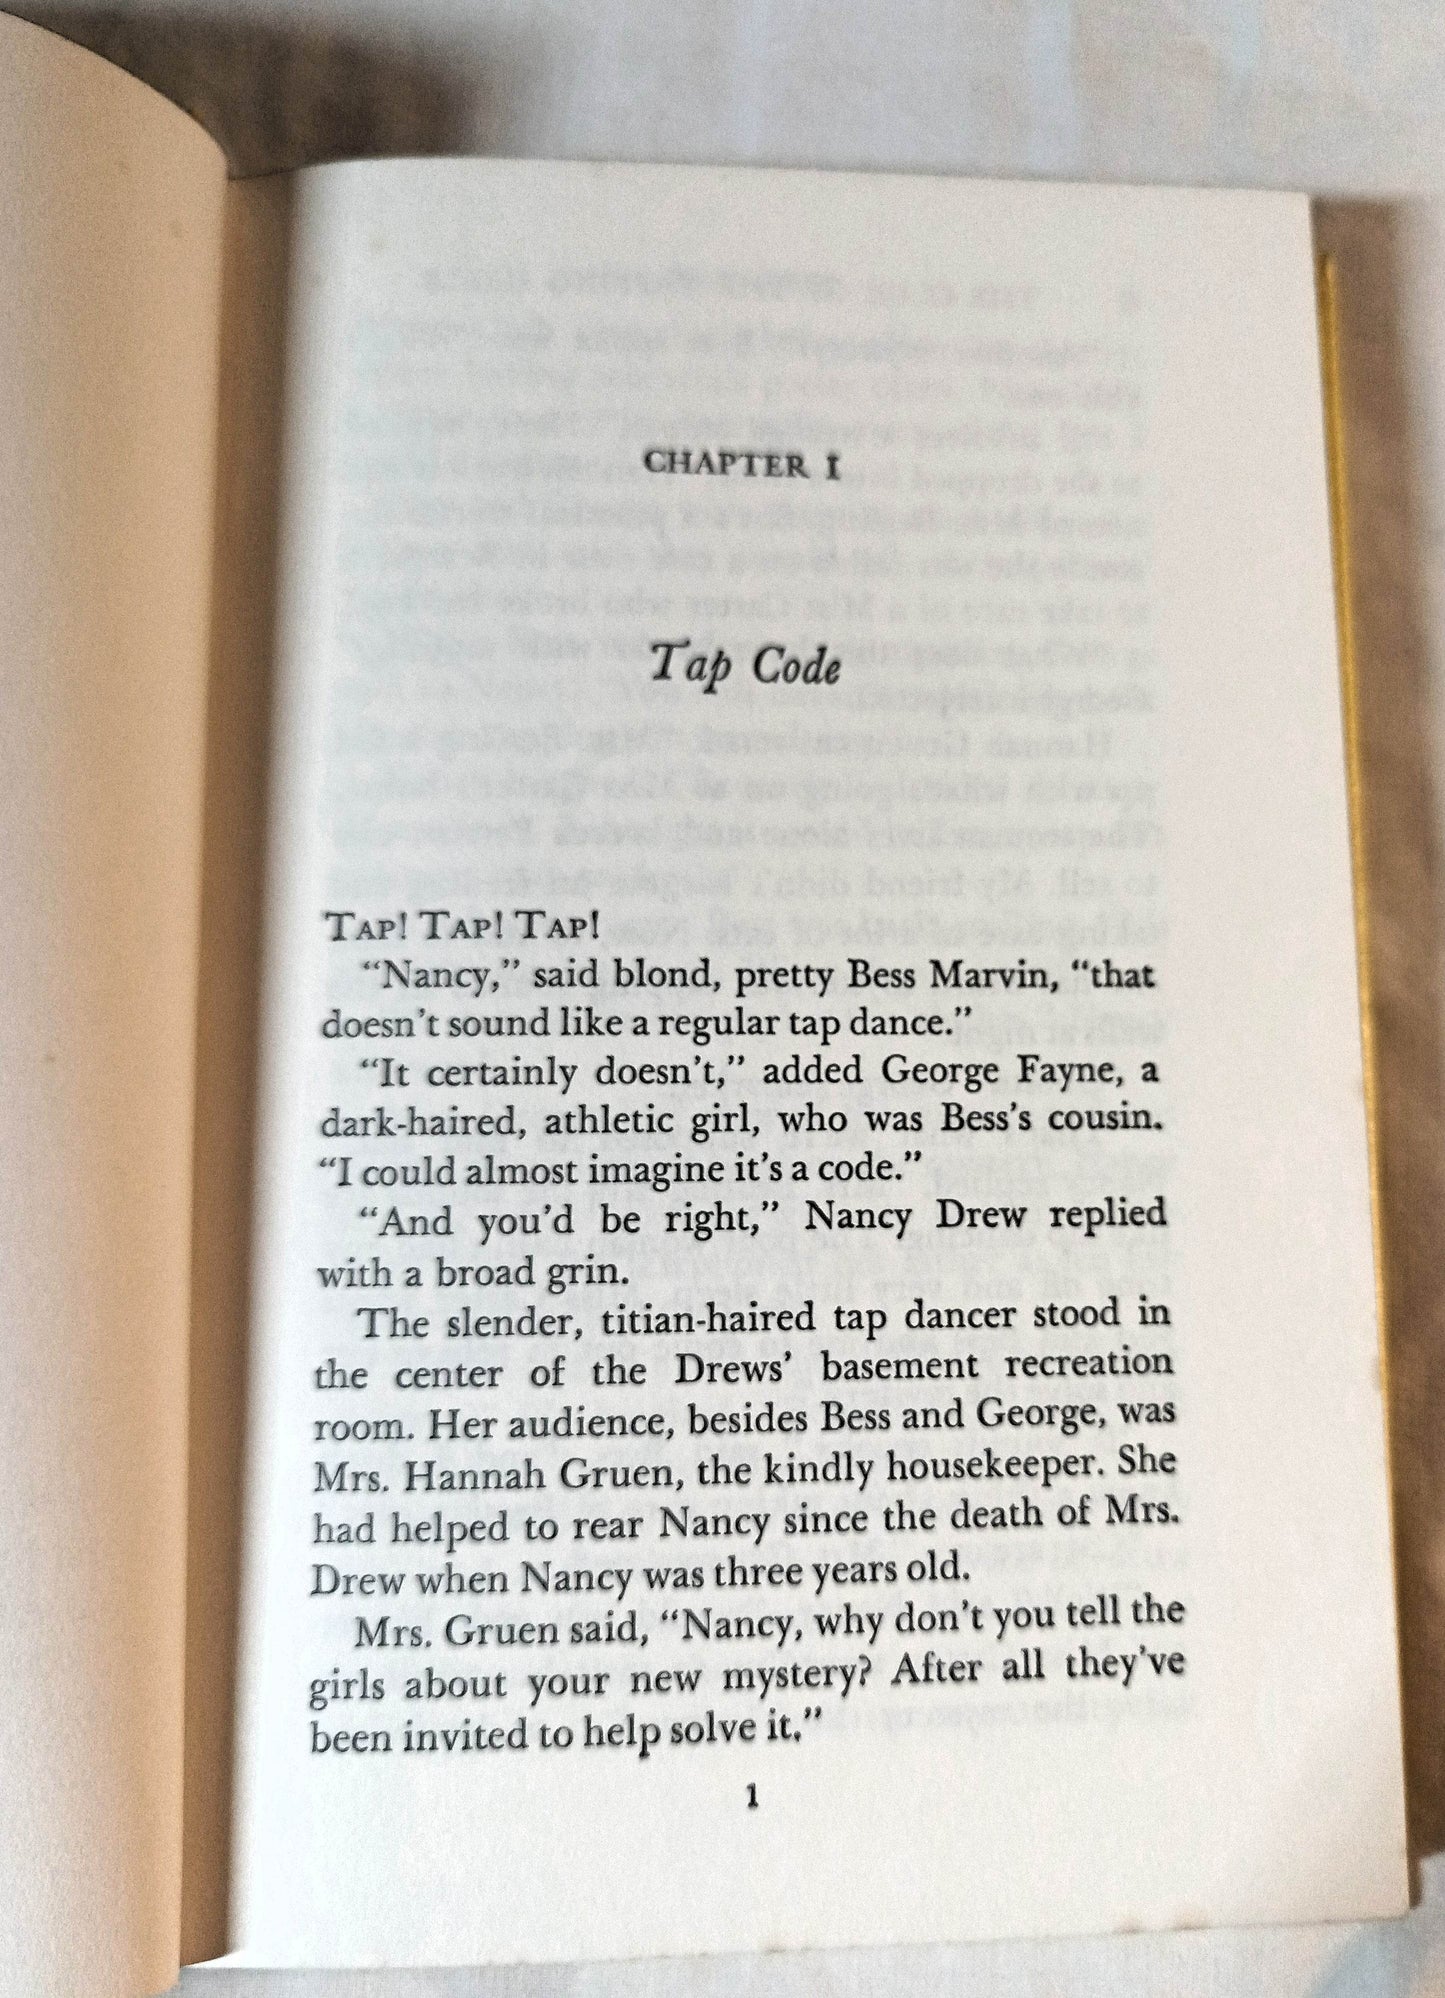 CHAPTER I
Tap Code
TAP! TAP! TAP!
“Nancy,” said blond, pretty Bess Marvin, “that
doesn’t sound like a regular tap dance.”
“It certainly doesn’t,” added George Fayne, a
dark-haired, athletic girl, who was Bess’s cousin.
“I could almost imagine it’s a code.”
“And you’d be right,” Nancy Drew replied
with a broad grin.
The slender, titian-haired tap dancer stood in
the center of the Drews’ basement recreation
room. Her audience, besides Bess and George, was
Mrs. Hannah Gruen, the kindly housekeeper. She
had helped to rear Nancy since the death of Mrs.
Drew when Nancy was three years old.
Mrs. Gruen said, “Nancy, why don’t you tell the
girls about your new mystery? After all they’ve
been invited to help solve it.”
1